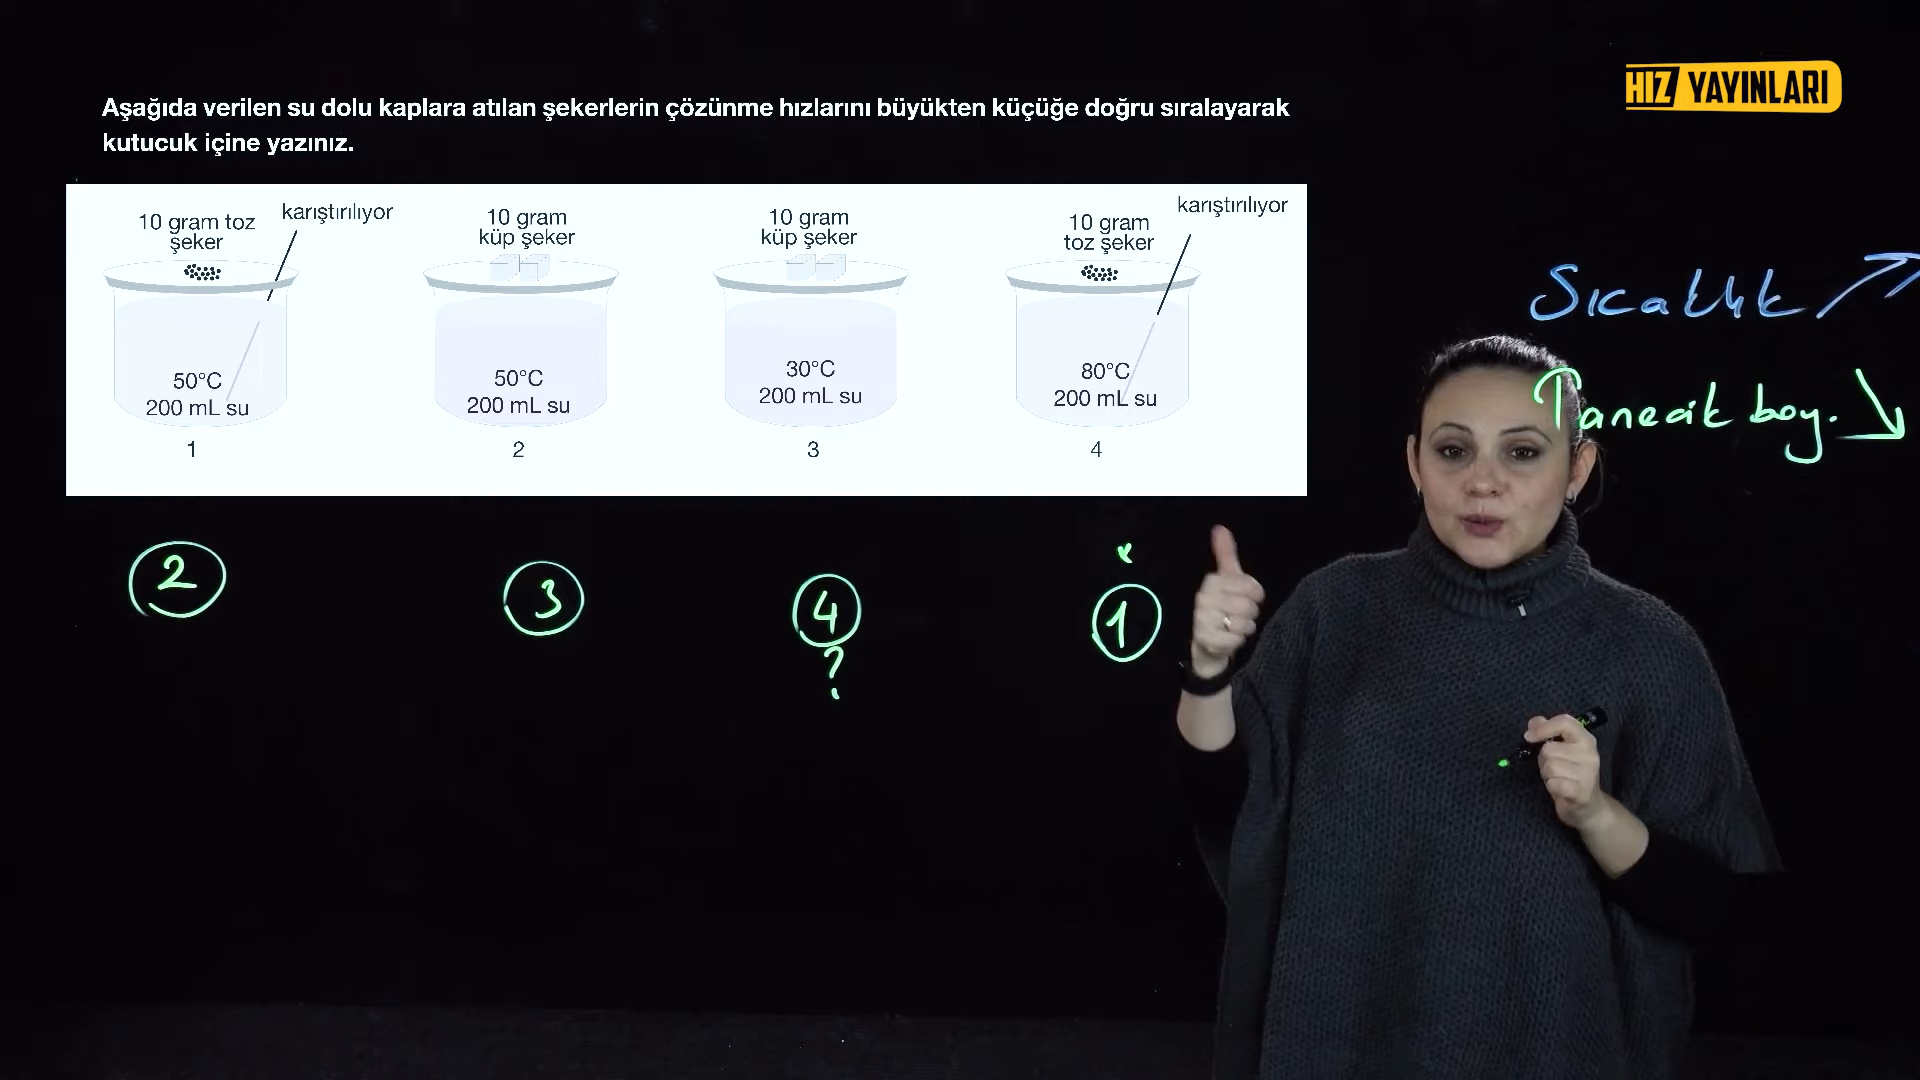 HIZ YAYINLARI
Aşağıda verilen su dolu kaplara atılan şekerlerin çözünme hızlarını büyükten küçüğe doğru sıralayarak
kutucuk içine yazınız.
10 gram toz
şeker
karıştırılıyor
50°C
200 mL su
1
10 gram
küp şeker
50°C
200 mL su
2
10 gram
küp şeker
30°C
200 mL su
3
10 gram
toz şeker
karıştırılıyor
80°C
200 mL su
4
Sıcaklık
Tanecik boy.
2
3
4
?
x
1